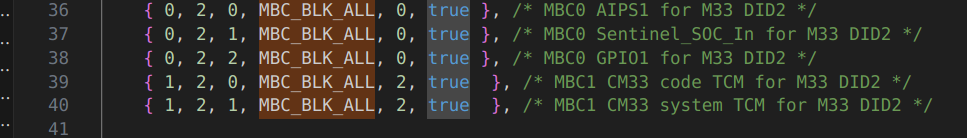 36 { 0, 2, 0, MBC_BLK_ALL, 0, true }, /* MBC0 AIPS1 for M33 DID2 */
37 { 0, 2, 1, MBC_BLK_ALL, 0, true }, /* MBC0 Sentinel_SOC_In for M33 DID2 */
38 { 0, 2, 2, MBC_BLK_ALL, 0, true }, /* MBC0 GPIO1 for M33 DID2 */
39 { 1, 2, 0, MBC_BLK_ALL, 2, true  }, /* MBC1 CM33 code TCM for M33 DID2 */
40 { 1, 2, 1, MBC_BLK_ALL, 2, true  }, /* MBC1 CM33 system TCM for M33 DID2 */
41